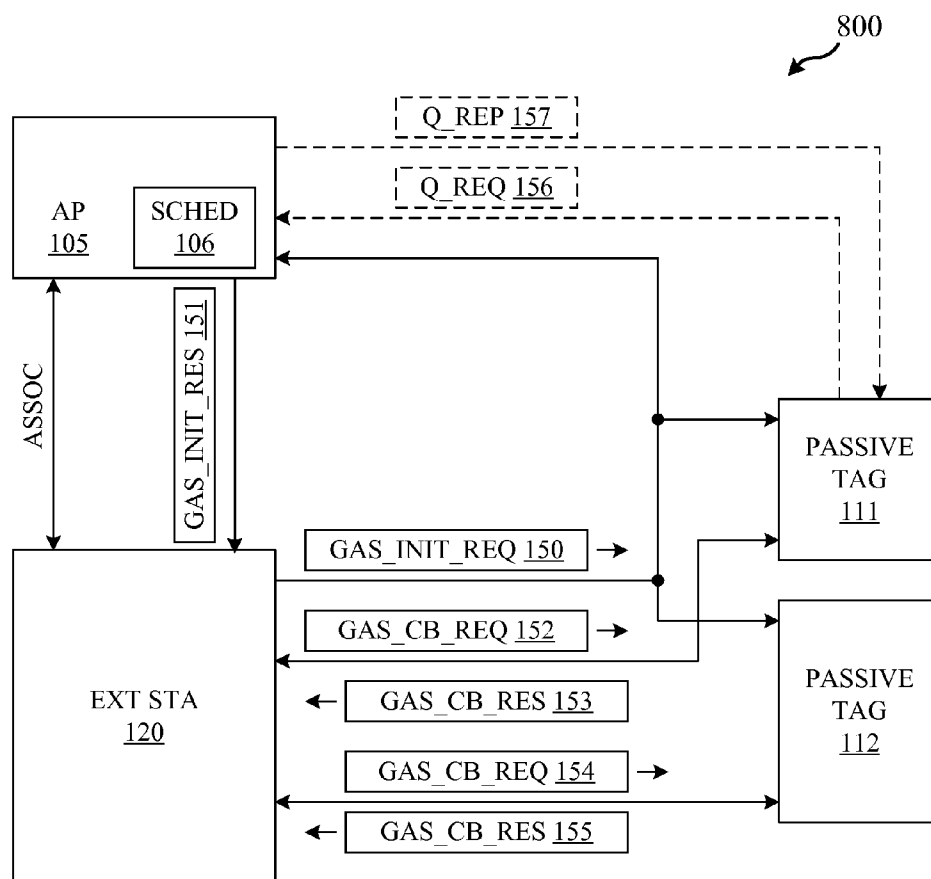 800
Q_REP 157
Q_REQ 156
AP
105
SCHED
106
GAS_INIT_RES 151
ASSOC
PASSIVE
TAG
111
GAS_INIT_REQ 150
GAS_CB_REQ 152
EXT STA
120
GAS_CB_RES 153
PASSIVE
TAG
112
GAS_CB_REQ 154
GAS_CB_RES 155